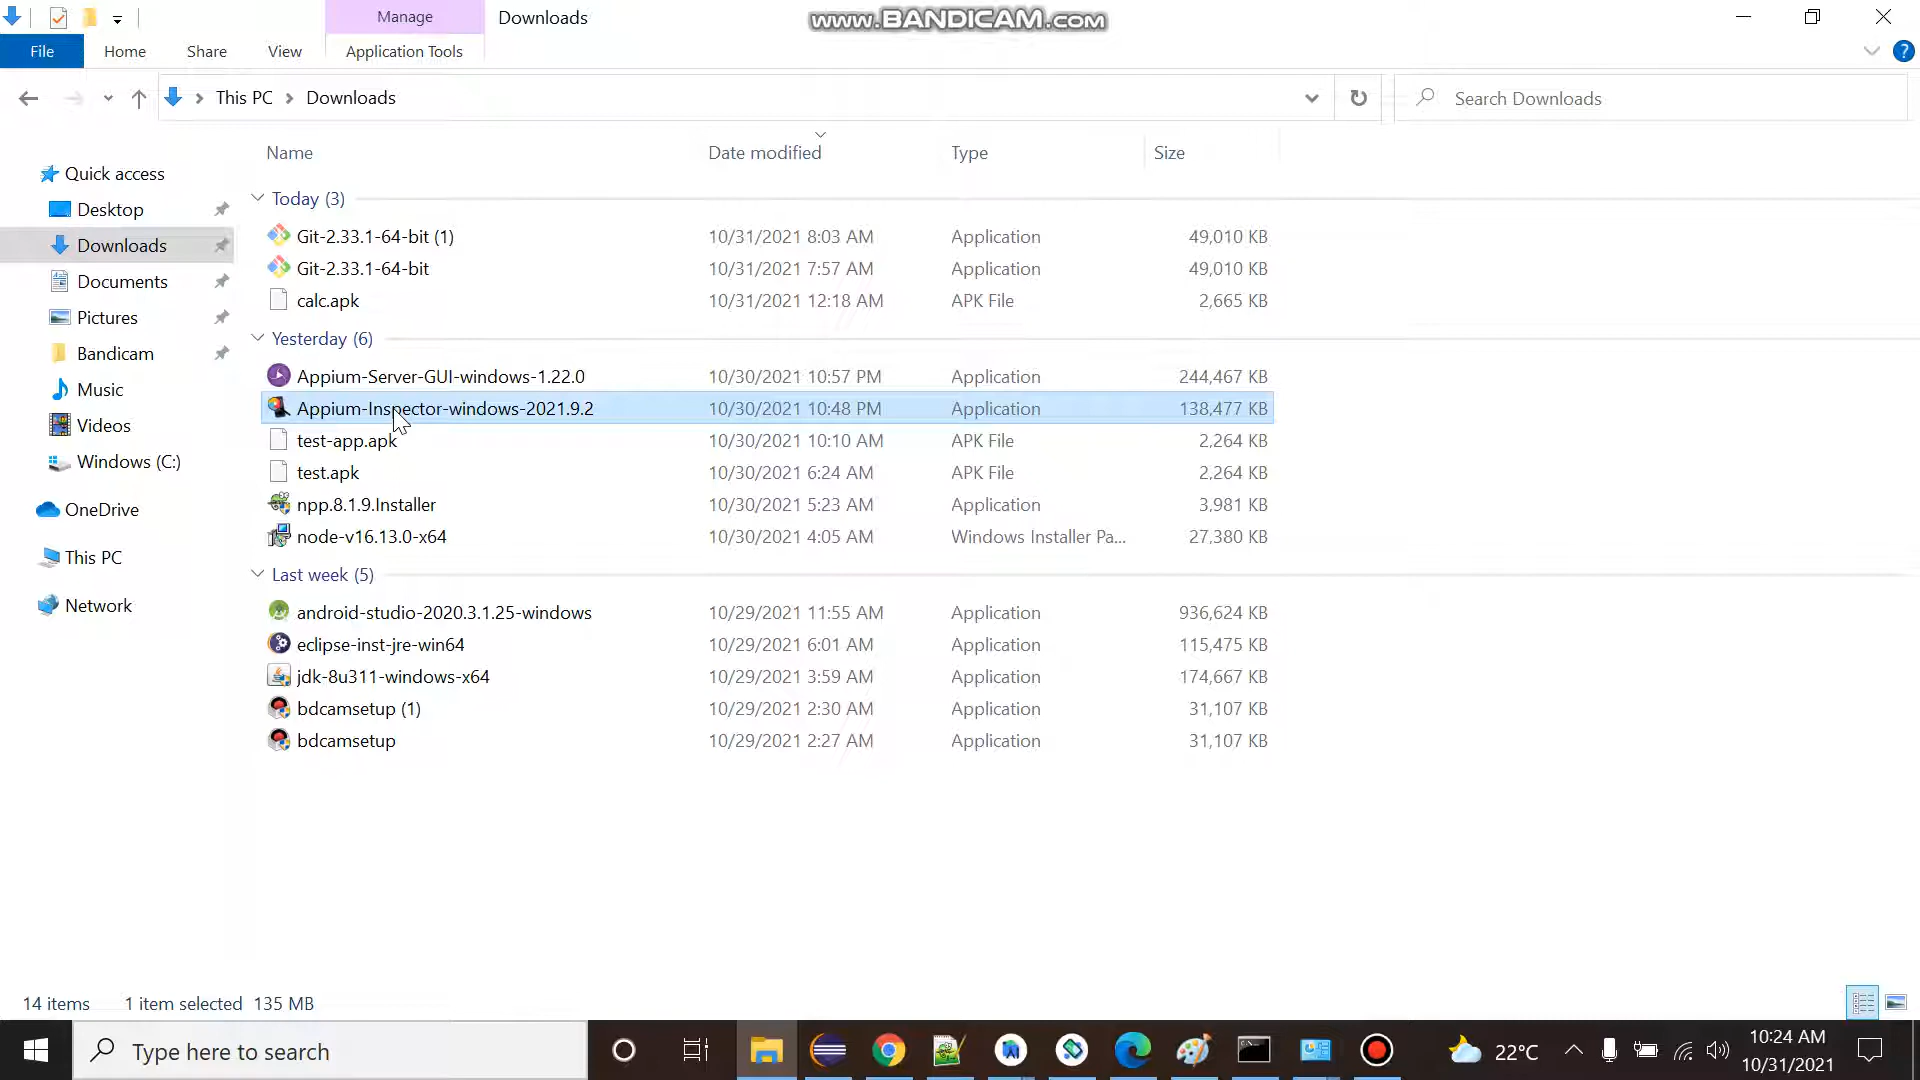 Manage
Downloads
www.BANDICAM.com
File
Home
Share
View
Application Tools
?
This PC
Downloads
Search Downloads
Name
Date modified
Type
Size
Quick access
Desktop
Downloads
Documents
Pictures
Bandicam
Music
Videos
Windows (C:)
OneDrive
This PC
Network
Today (3)
Git-2.33.1-64-bit (1) 10/31/2021 8:03 AM Application 49,010 KB
Git-2.33.1-64-bit 10/31/2021 7:57 AM Application 49,010 KB
calc.apk 10/31/2021 12:18 AM APK File 2,665 KB
Yesterday (6)
Appium-Server-GUI-windows-1.22.0 10/30/2021 10:57 PM Application 244,467 KB
Appium-Inspector-windows-2021.9.2 10/30/2021 10:48 PM Application 138,477 KB
test-app.apk 10/30/2021 10:10 AM APK File 2,264 KB
test.apk 10/30/2021 6:24 AM APK File 2,264 KB
npp.8.1.9.Installer 10/30/2021 5:23 AM Application 3,981 KB
node-v16.13.0-x64 10/30/2021 4:05 AM Windows Installer Pa... 27,380 KB
Last week (5)
android-studio-2020.3.1.25-windows 10/29/2021 11:55 AM Application 936,624 KB
eclipse-inst-jre-win64 10/29/2021 6:01 AM Application 115,475 KB
jdk-8u311-windows-x64 10/29/2021 3:59 AM Application 174,667 KB
bdcamsetup (1) 10/29/2021 2:30 AM Application 31,107 KB
bdcamsetup 10/29/2021 2:27 AM Application 31,107 KB
14 items
1 item selected 135 MB
Type here to search
22°C
10:24 AM
10/31/2021